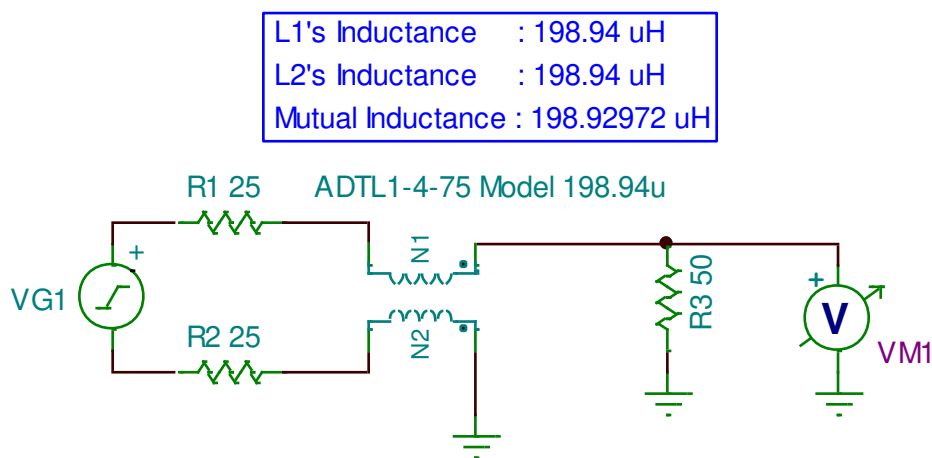 L1's Inductance : 198.94 uH
L2's Inductance : 198.94 uH
Mutual Inductance : 198.92972 uH
R1 25 ADTL1-4-75 Model 198.94u
N1
+
VG1
R2 25
N2
R3 50
+
V
VM1